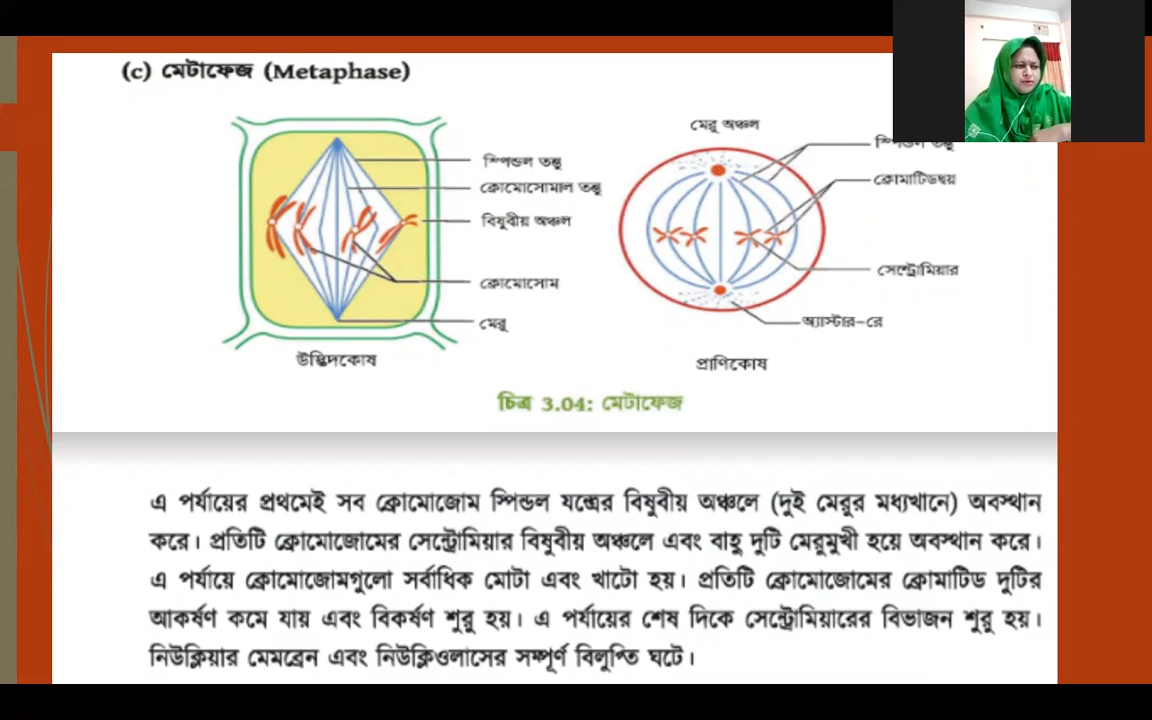 (c) মেটাফেজ (Metaphase)
মেরু অঞ্চল
স্পিন্ডল তন্তু
স্পিন্ডল তন্তু
ক্রোমোসোমাল তন্তু
ক্রোমাটিডদ্বয়
বিষুবীয় অঞ্চল
সেন্ট্রোমিয়ার
ক্রোমোসোম
মেরু
অ্যাস্টার-রে
উদ্ভিদকোষ
প্রাণিকোষ
চিত্র 3.04: মেটাফেজ
এ পর্যায়ের প্রথমেই সব ক্রোমোজোম স্পিন্ডল যন্ত্রের বিষুবীয় অঞ্চলে (দুই মেরুর মধ্যখানে) অবস্থান
করে। প্রতিটি ক্রোমোজোমের সেন্ট্রোমিয়ার বিষুবীয় অঞ্চলে এবং বাহু দুটি মেরুমুখী হয়ে অবস্থান করে।
এ পর্যায়ে ক্রোমোজোমগুলো সর্বাধিক মোটা এবং খাটো হয়। প্রতিটি ক্রোমোজোমের ক্রোমাটিড দুটির
আকর্ষণ কমে যায় এবং বিকর্ষণ শুরু হয়। এ পর্যায়ের শেষ দিকে সেন্ট্রোমিয়ারের বিভাজন শুরু হয়।
নিউক্লিয়ার মেমব্রেন এবং নিউক্লিওলাসের সম্পূর্ণ বিলুপ্তি ঘটে।